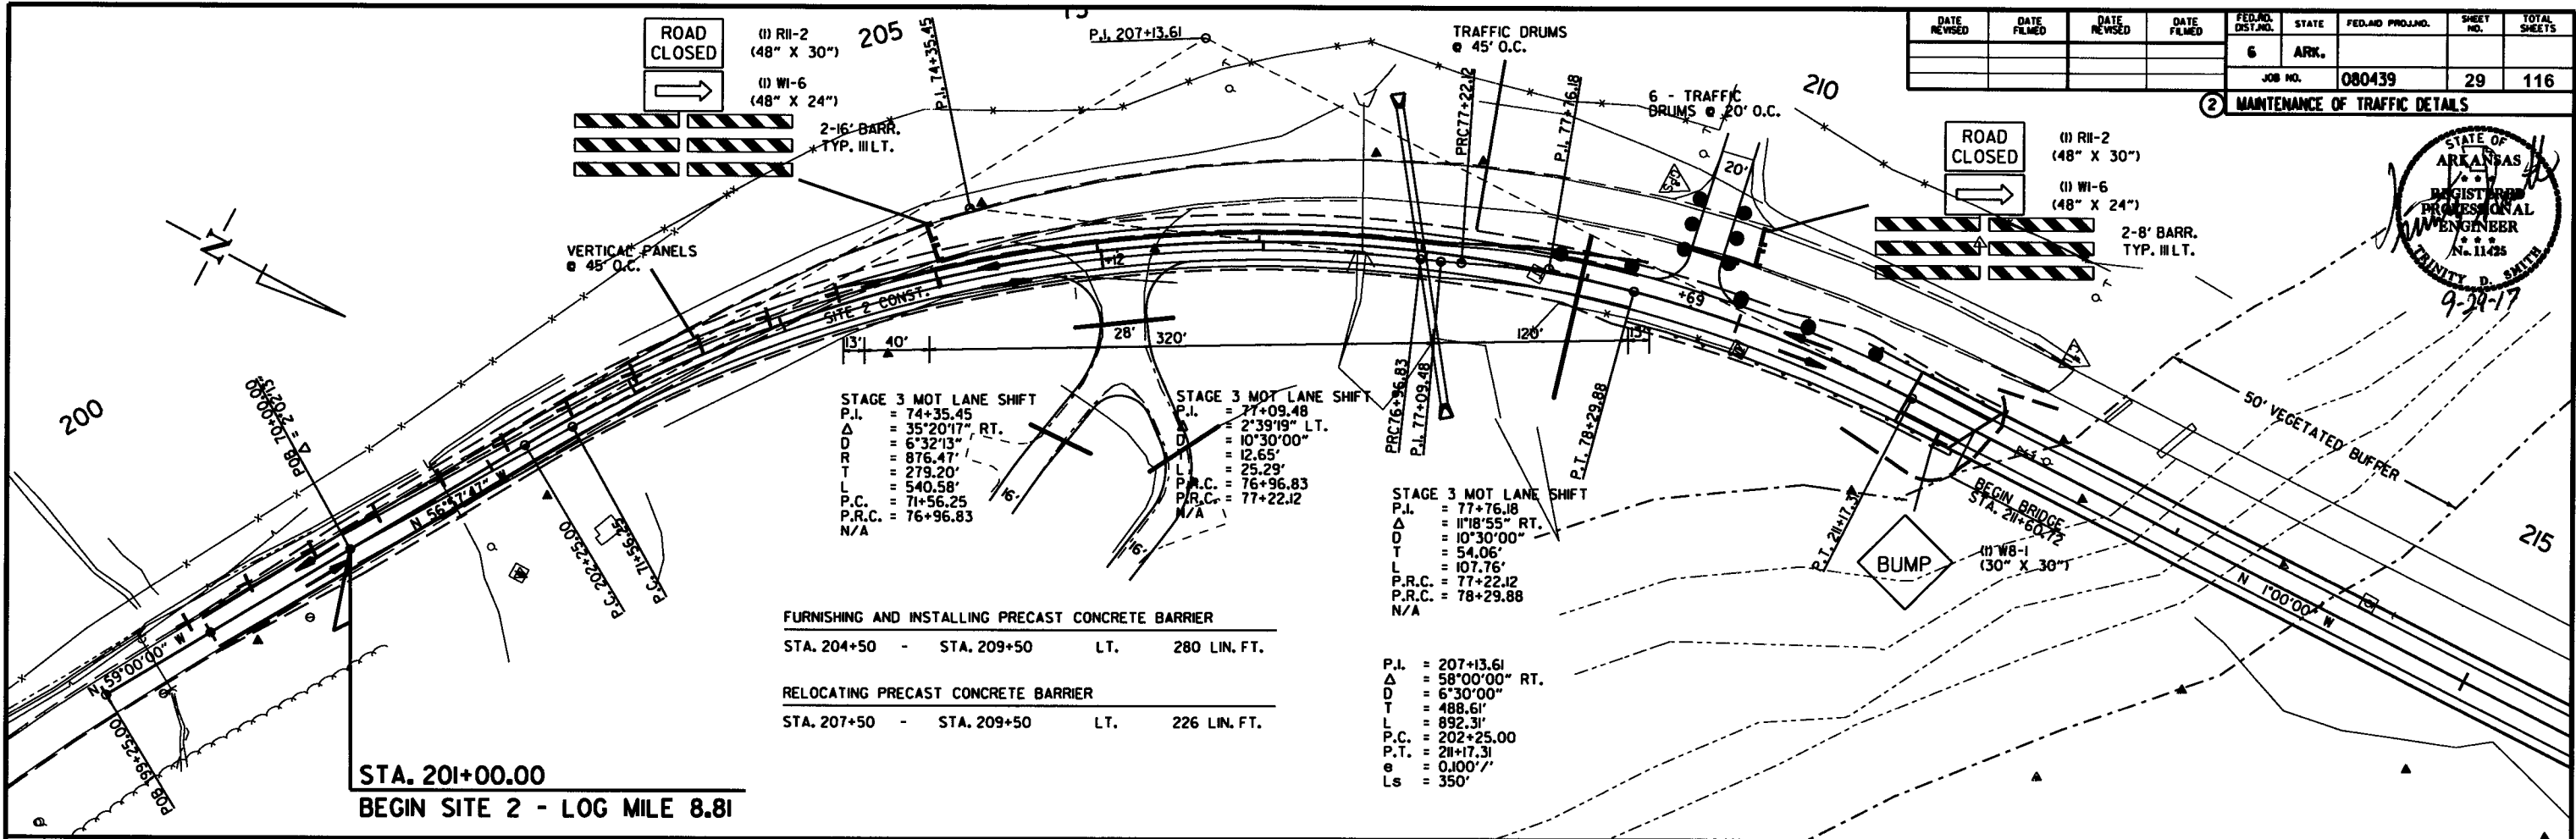 DATE REVISED
DATE FILMED
DATE REVISED
DATE FILMED
FED.RD. DIST.NO.
STATE
FED.AID PROJ.NO.
SHEET NO.
TOTAL SHEETS
6
ARK.
JOB NO.
080439
29
116
2 MAINTENANCE OF TRAFFIC DETAILS
STATE OF
ARKANSAS
REGISTERED
PROFESSIONAL
ENGINEER
No. 11425
TRINITY D. SMITH
9-29-17
ROAD
CLOSED
(1) R11-2
(48" X 30")
(1) W1-6
(48" X 24")
2-16' BARR.
TYP. III LT.
205
P.I. 74+35.45
P.I. 207+13.61
TRAFFIC DRUMS
@ 45' O.C.
PRC77+22.12
P.I. 77+76.18
6 - TRAFFIC
DRUMS @ 20' O.C.
20'
210
ROAD
CLOSED
(1) R11-2
(48" X 30")
(1) W1-6
(48" X 24")
2-8' BARR.
TYP. III LT.
N
VERTICAL PANELS
@ 45' O.C.
SITE 2 CONST.
+12
+69
13'
40'
28'
320'
120'
13'
16'
16'
200
POB 70+00.00
Δ = 2°02'13"
N 56°57'47" W
P.C. 202+25.00
P.C. 71+56.25
N 59°00'00" W
POB 199+25.00
STA. 201+00.00
BEGIN SITE 2 - LOG MILE 8.81
STAGE 3 MOT LANE SHIFT
P.I. = 74+35.45
Δ = 35°20'17" RT.
D = 6°32'13"
R = 876.47'
T = 279.20'
L = 540.58'
P.C. = 71+56.25
P.R.C. = 76+96.83
N/A
STAGE 3 MOT LANE SHIFT
P.I. = 77+09.48
Δ = 2°39'19" LT.
D = 10°30'00"
T = 12.65'
L = 25.29'
P.R.C. = 76+96.83
P.R.C. = 77+22.12
N/A
PRC76+96.83
P.I. 77+09.48
P.T. 78+29.88
STAGE 3 MOT LANE SHIFT
P.I. = 77+76.18
Δ = 11°18'55" RT.
D = 10°30'00"
T = 54.06'
L = 107.76'
P.R.C. = 77+22.12
P.R.C. = 78+29.88
N/A
FURNISHING AND INSTALLING PRECAST CONCRETE BARRIER
STA. 204+50 - STA. 209+50 LT. 280 LIN. FT.
RELOCATING PRECAST CONCRETE BARRIER
STA. 207+50 - STA. 209+50 LT. 226 LIN. FT.
P.I. = 207+13.61
Δ = 58°00'00" RT.
D = 6°30'00"
T = 488.61'
L = 892.31'
P.C. = 202+25.00
P.T. = 211+17.31
e = 0.100'/'
Ls = 350'
P.T. 211+17.31
BUMP
(1) W8-1
(30" X 30")
BEGIN BRIDGE
STA. 211+60.72
50' VEGETATED BUFFER
215
N 1°00'00" W